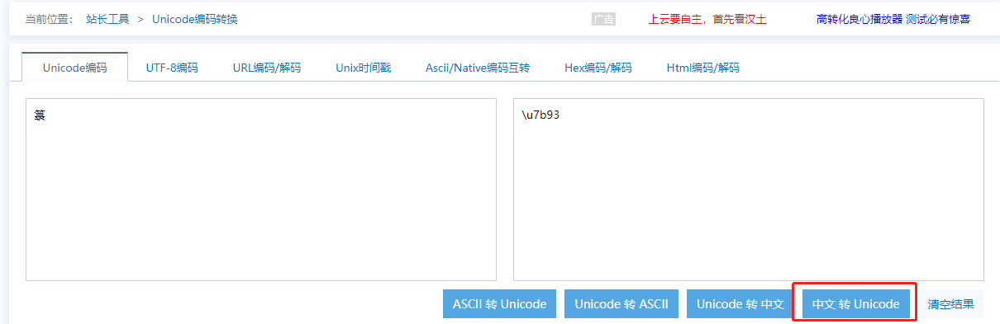 当前位置： 站长工具 > Unicode编码转换 广告 上云要自主，首先看汉土 高转化良心播放器 测试必有惊喜
Unicode编码 UTF-8编码 URL编码/解码 Unix时间戳 Ascii/Native编码互转 Hex编码/解码 Html编码/解码
箓 \u7b93
ASCII 转 Unicode Unicode 转 ASCII Unicode 转 中文 中文 转 Unicode 清空结果